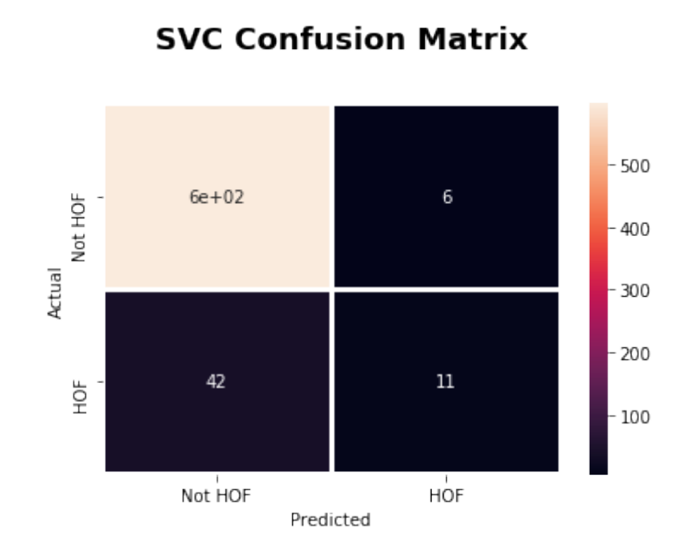 SVC Confusion Matrix
Not HOF
6e+02
6
500
400
300
200
100
Actual
HOF
42
11
Not HOF
HOF
Predicted